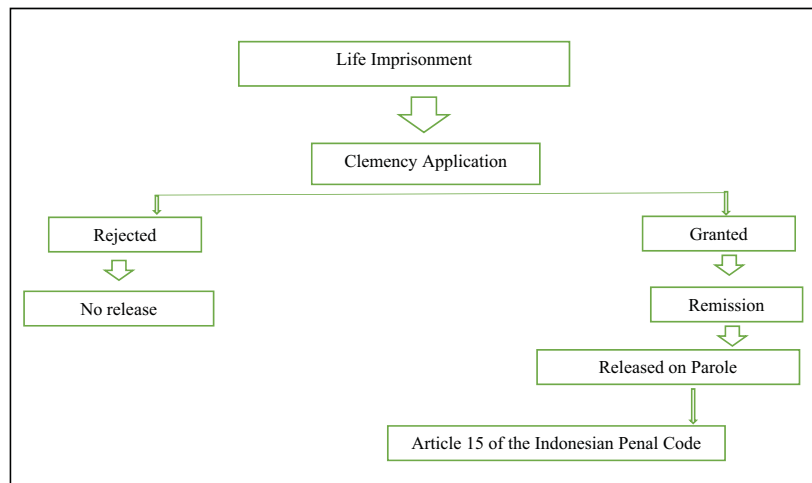 Life Imprisonment
Clemency Application
Rejected
Granted
No release
Remission
Released on Parole
Article 15 of the Indonesian Penal Code